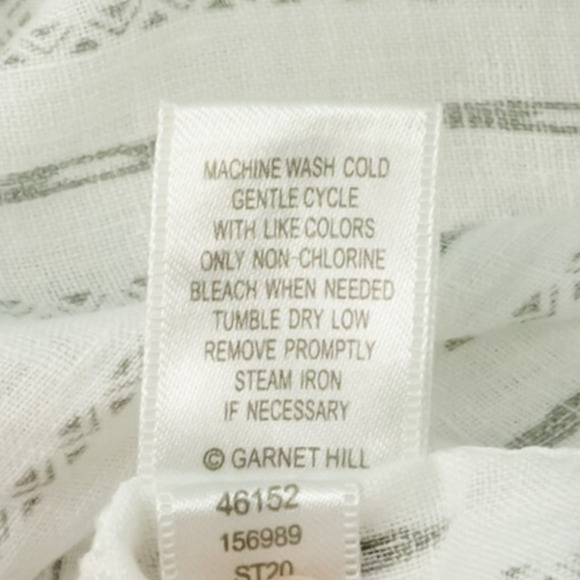 MACHINE WASH COLD
GENTLE CYCLE
WITH LIKE COLORS
ONLY NON-CHLORINE
BLEACH WHEN NEEDED
TUMBLE DRY LOW
REMOVE PROMPTLY
STEAM IRON
IF NECESSARY
© GARNET HILL
46152
156989
ST20